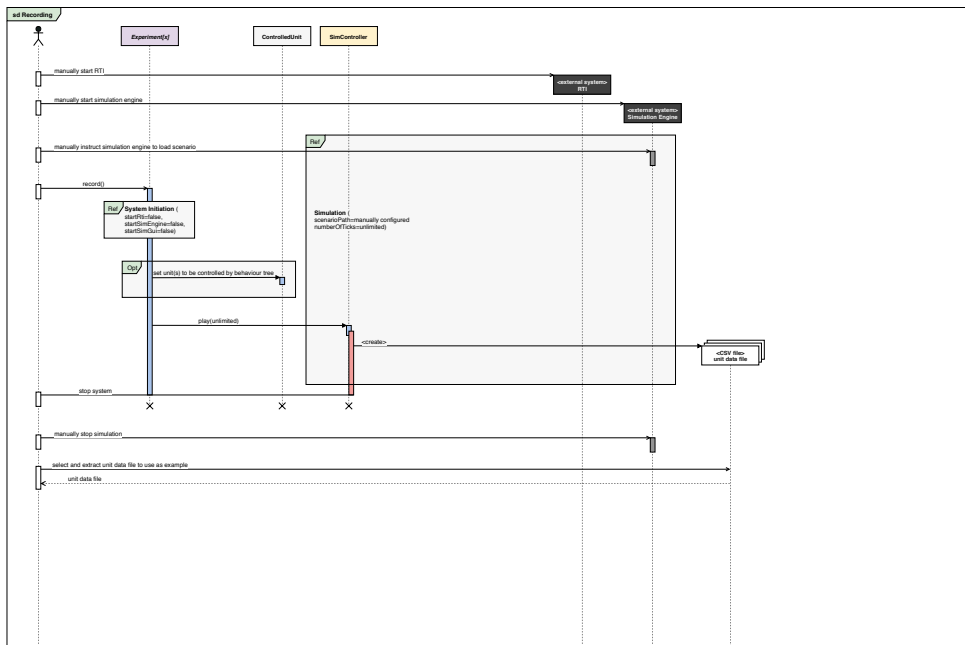 sd Recording
Experiment[s]
ControlledUnit
SimController
manually start RTI
<external system>
RTI
manually start simulation engine
<external system>
Simulation Engine
Ref
manually instruct simulation engine to load scenario
record()
Ref
System Initiation (
startRti=false,
startSimEngine=false,
startSimGui=false)
Simulation (
scenarioPath=manually configured
numberOfTicks=unlimited)
Opt
set unit(s) to be controlled by behaviour tree
play(unlimited)
<create>
<CSV file>
unit data file
stop system
manually stop simulation
select and extract unit data file to use as example
unit data file